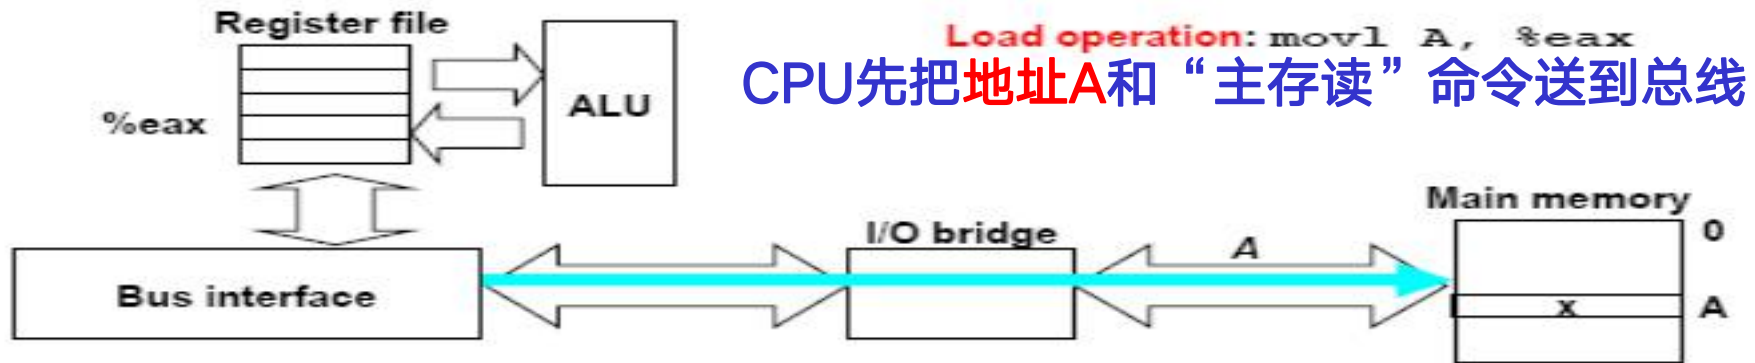 Register file
Load operation: movl A, %eax
CPU先把地址A和“主存读”命令送到总线
ALU
%eax
Main memory
I/O bridge
0
A
Bus interface
x
A